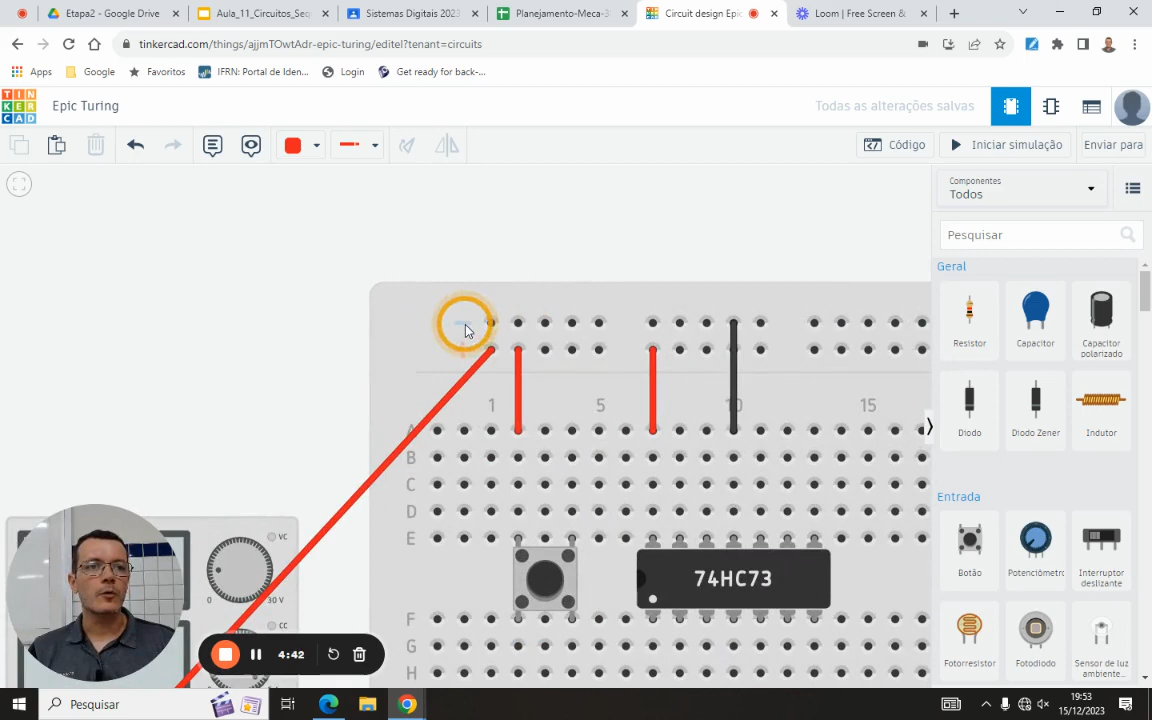 Etapa2 - Google Drive
Aula_11_Circuitos_Seq
Sistemas Digitais 2023
Planejamento-Meca-3
Circuit design Epic
Loom | Free Screen &
tinkercad.com/things/ajjmTOwtAdr-epic-turing/editel?tenant=circuits
Apps
Google
Favoritos
IFRN: Portal de Iden...
Login
Get ready for back-...
TIN
KER
CAD
Epic Turing
Todas as alterações salvas
Código
Iniciar simulação
Enviar para
Componentes
Todos
Pesquisar
Geral
Resistor
Capacitor
Capacitor
polarizado
Diodo
Diodo Zener
Indutor
Entrada
Botão
Potenciômetro
Interruptor
deslizante
Fotorresistor
Fotodiodo
Sensor de luz
ambiente...
1 5 10 15
A
B
C
D
E
74HC73
F
G
H
VC
0 30 V
CC
4:42
Pesquisar
19:53
15/12/2023